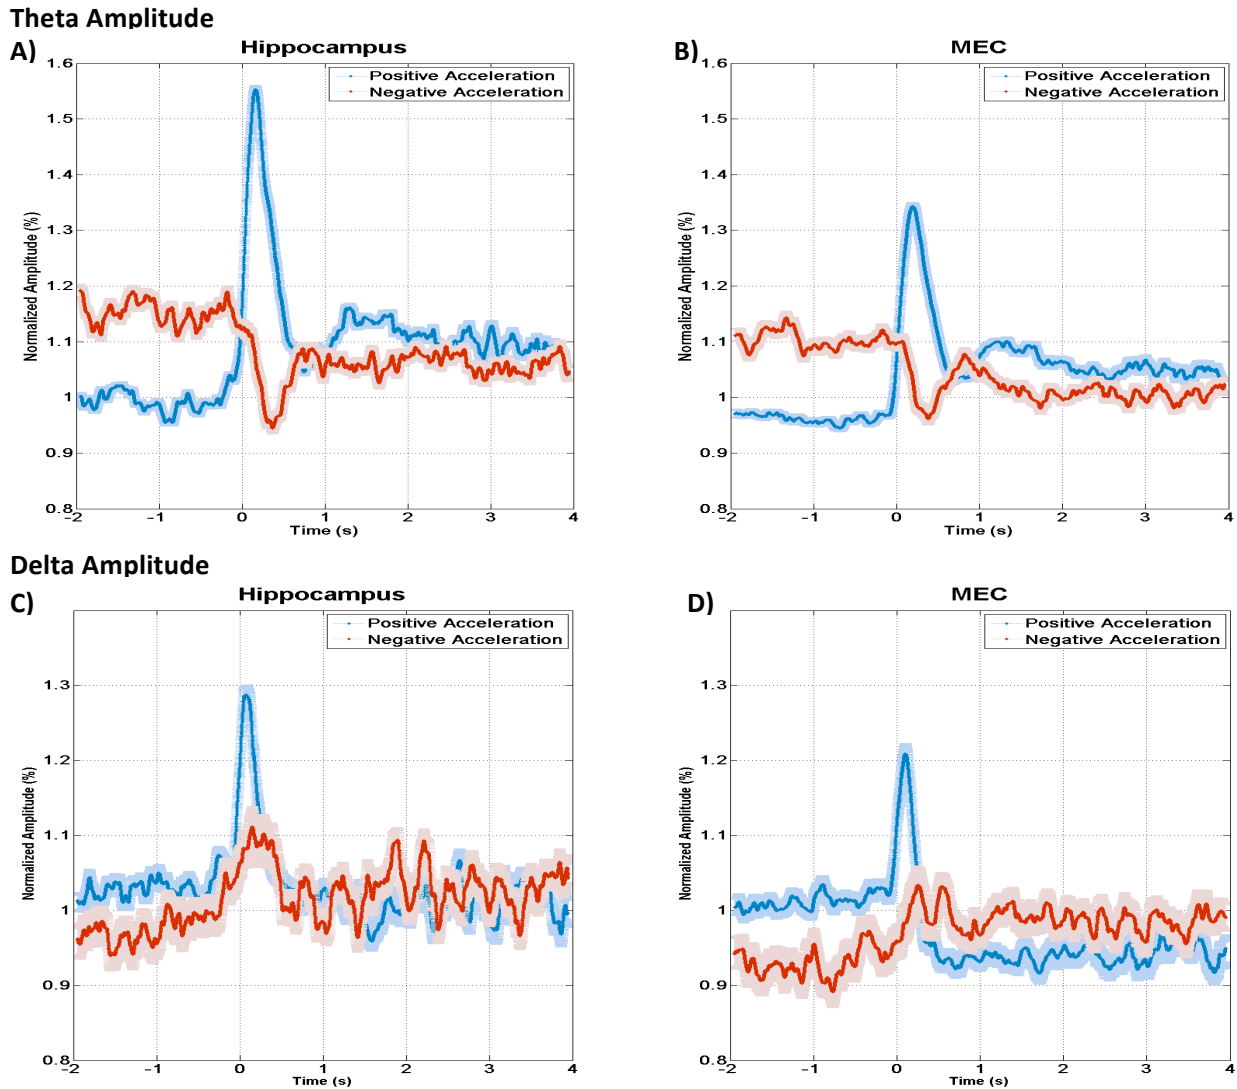 Theta Amplitude
A)
Hippocampus
Positive Acceleration
Negative Acceleration
Normalized Amplitude (%)
1.6
1.5
1.4
1.3
1.2
1.1
1
0.9
0.8
-2
-1
0
1
2
3
4
Time (s)
B)
MEC
Positive Acceleration
Negative Acceleration
Normalized Amplitude (%)
1.6
1.5
1.4
1.3
1.2
1.1
1
0.9
0.8
-2
-1
0
1
2
3
4
Time (s)
Delta Amplitude
C)
Hippocampus
Positive Acceleration
Negative Acceleration
Normalized Amplitude (%)
1.3
1.2
1.1
1
0.9
0.8
-2
-1
0
1
2
3
4
Time (s)
D)
MEC
Positive Acceleration
Negative Acceleration
Normalized Amplitude (%)
1.3
1.2
1.1
1
0.9
0.8
-2
-1
0
1
2
3
4
Time (s)